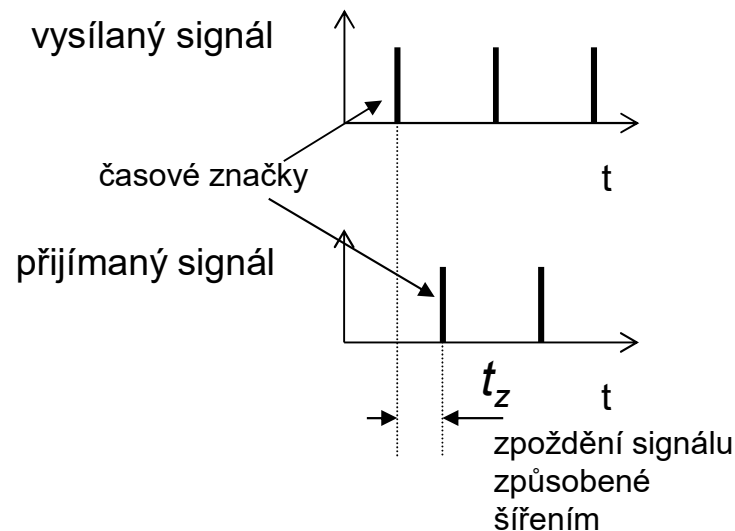 vysílaný signál
t
časové značky
přijímaný signál
t_z
t
zpoždění signálu
způsobené
šířením